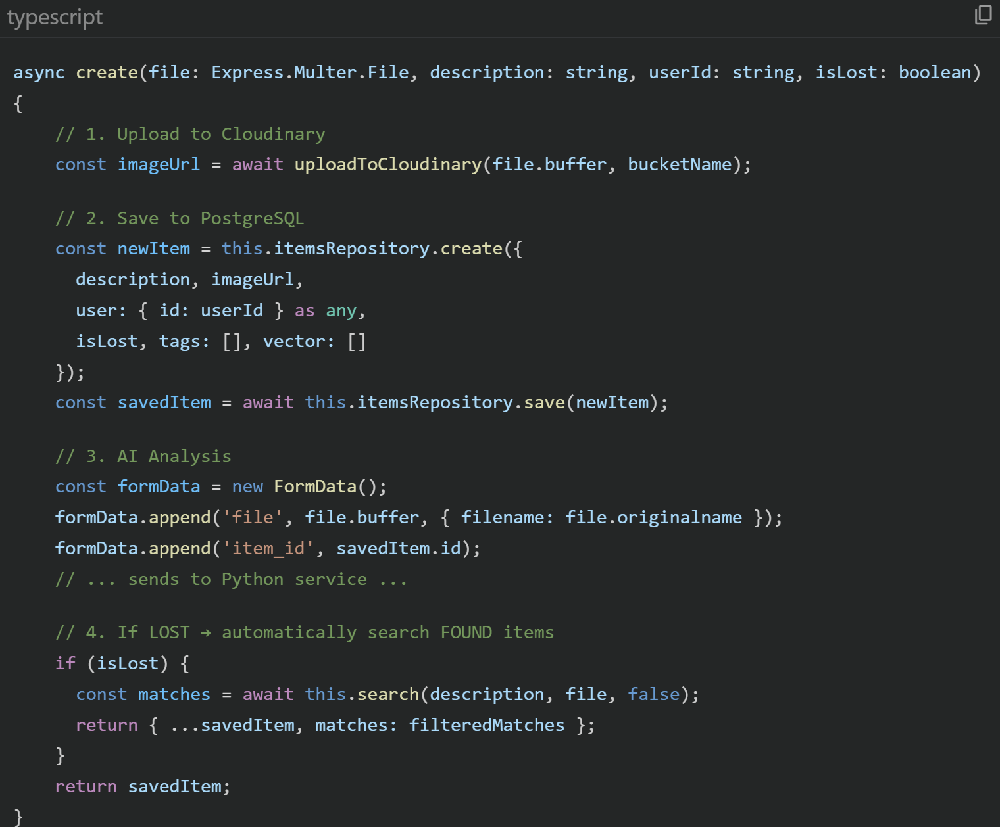 typescript
async create(file: Express.Multer.File, description: string, userId: string, isLost: boolean)
{
    // 1. Upload to Cloudinary
    const imageUrl = await uploadToCloudinary(file.buffer, bucketName);

    // 2. Save to PostgreSQL
    const newItem = this.itemsRepository.create({
      description, imageUrl,
      user: { id: userId } as any,
      isLost, tags: [], vector: []
    });
    const savedItem = await this.itemsRepository.save(newItem);

    // 3. AI Analysis
    const formData = new FormData();
    formData.append('file', file.buffer, { filename: file.originalname });
    formData.append('item_id', savedItem.id);
    // ... sends to Python service ...

    // 4. If LOST → automatically search FOUND items
    if (isLost) {
      const matches = await this.search(description, file, false);
      return { ...savedItem, matches: filteredMatches };
    }
    return savedItem;
}